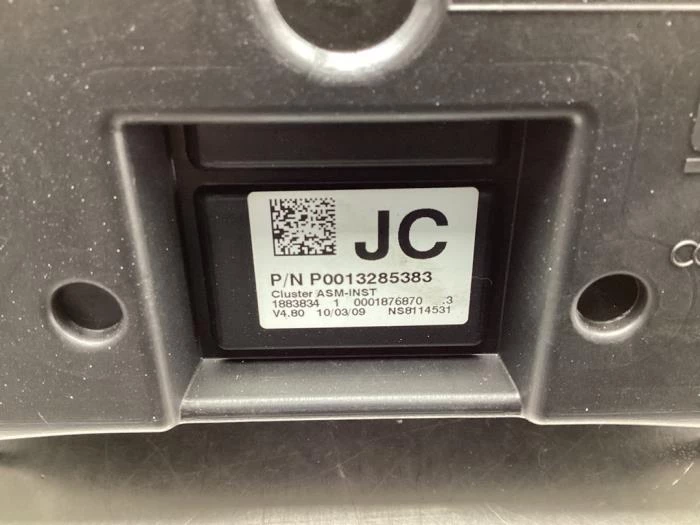 JC
P/N P0013285383
Cluster ASM-INST
1883834 1 0001876870 .3
V4.80 10/03/09 NS8114531